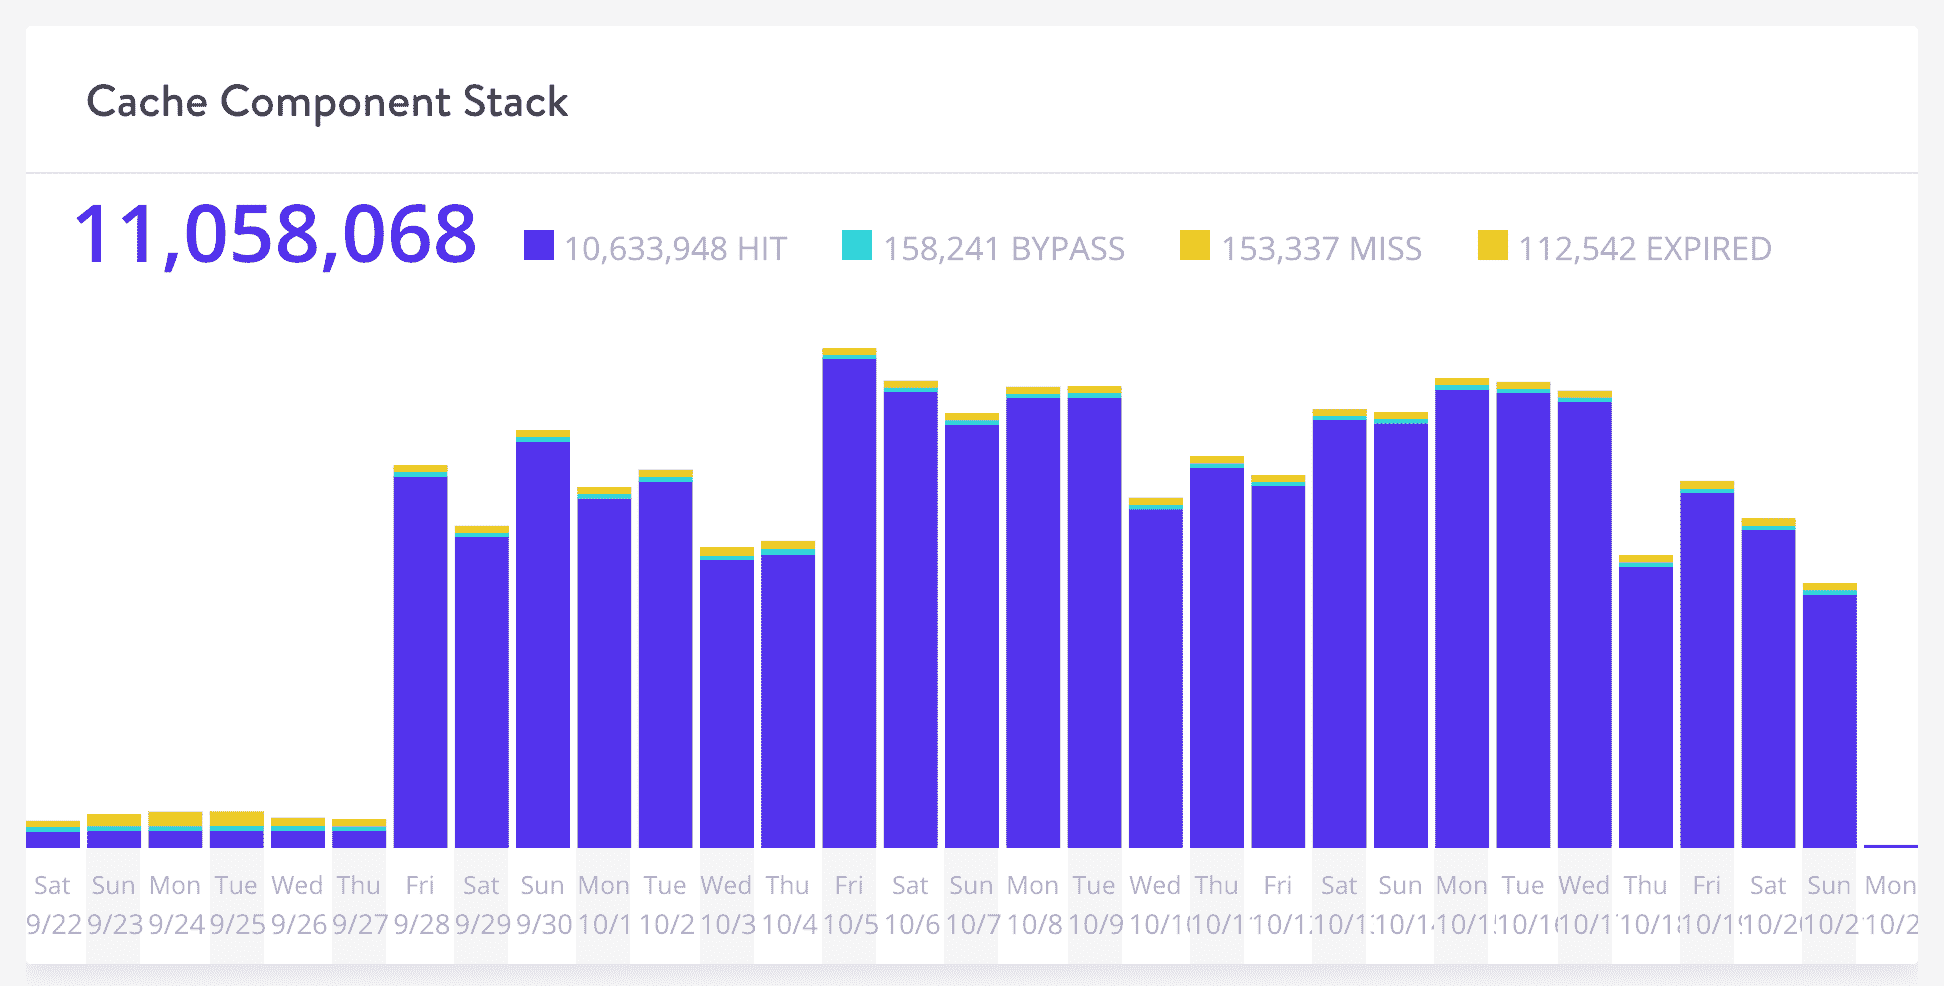 Cache Component Stack
11,058,068 10,633,948 HIT 158,241 BYPASS 153,337 MISS 112,542 EXPIRED
Sat Sun Mon Tue Wed Thu Fri Sat Sun Mon Tue Wed Thu Fri Sat Sun Mon Tue Wed Thu Fri Sat Sun Mon Tue Wed Thu Fri Sat Sun Mon
9/22 9/23 9/24 9/25 9/26 9/27 9/28 9/29 9/30 10/1 10/2 10/3 10/4 10/5 10/6 10/7 10/8 10/9